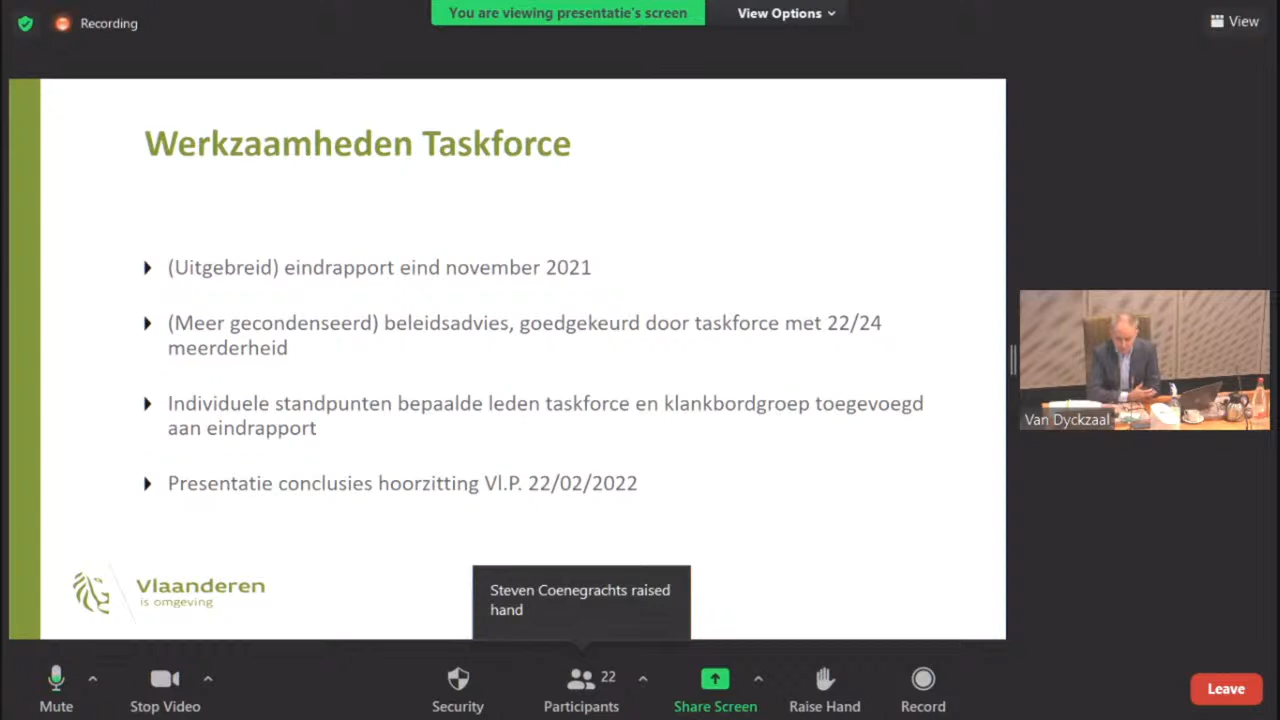 You are viewing presentatie's screen
View Options
Recording
View
Werkzaamheden Taskforce
(Uitgebreid) eindrapport eind november 2021
(Meer gecondenseerd) beleidsadvies, goedgekeurd door taskforce met 22/24
meerderheid
Individuele standpunten bepaalde leden taskforce en klankbordgroep toegevoegd
aan eindrapport
Presentatie conclusies hoorzitting Vl.P. 22/02/2022
Van Dyckzaal
Vlaanderen
is omgeving
Steven Coenegrachts raised
hand
22
Mute
Stop Video
Security
Participants
Share Screen
Raise Hand
Record
Leave